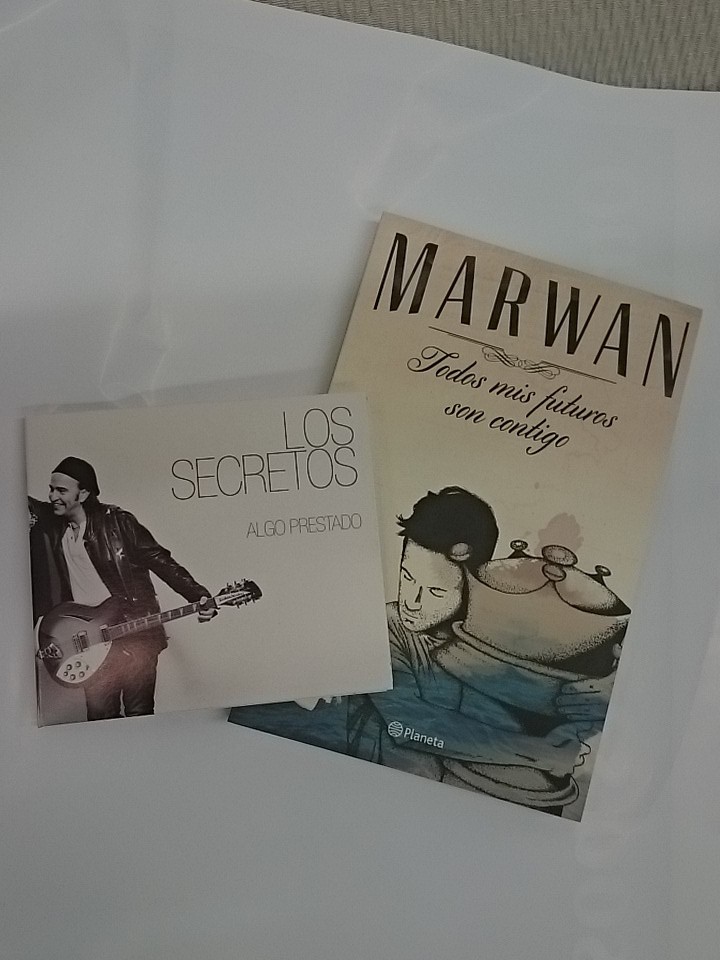 MARWAN
Todos mis futuros
son contigo
Planeta
LOS
SECRETOS
ALGO PRESTADO